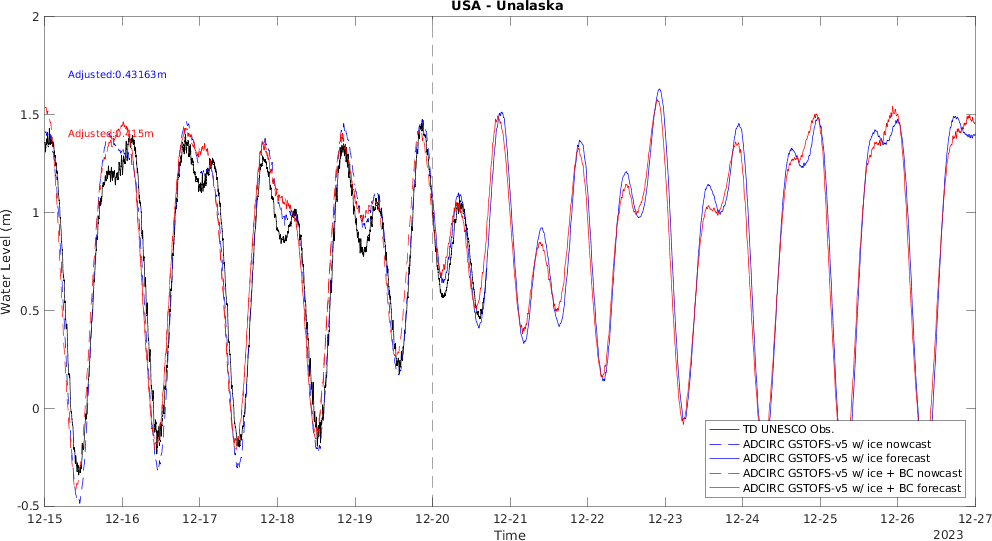 USA - Unalaska
2
1.5
1
0.5
0
-0.5
Water Level (m)
Adjusted:0.43163m
Adjusted:0.415m
TD UNESCO Obs.
ADCIRC GSTOFS-v5 w/ ice nowcast
ADCIRC GSTOFS-v5 w/ ice forecast
ADCIRC GSTOFS-v5 w/ ice + BC nowcast
ADCIRC GSTOFS-v5 w/ ice + BC forecast
12-15 12-16 12-17 12-18 12-19 12-20 12-21 12-22 12-23 12-24 12-25 12-26 12-27
Time
2023